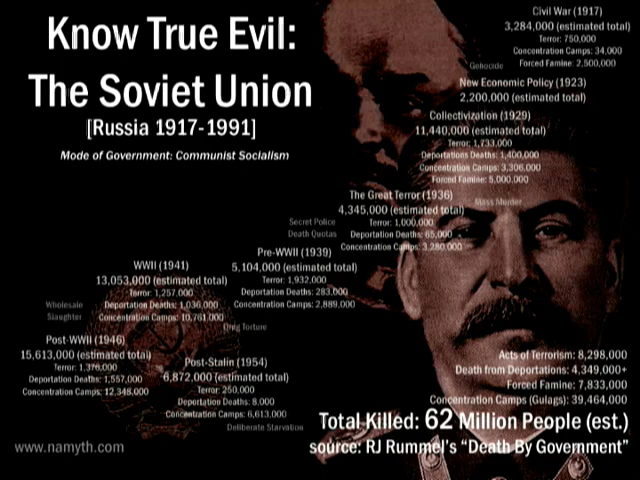 Know True Evil:
The Soviet Union
[Russia 1917-1991]
Mode of Government: Communist Socialism
Civil War (1917)
3,284,000 (estimated total)
Terror: 750,000
Concentration Camps: 34,000
Forced Famine: 2,500,000
Genocide
New Economic Policy (1923)
2,200,000 (estimated total)
Collectivization (1929)
11,440,000 (estimated total)
Terror: 1,733,000
Deportations Deaths: 1,400,000
Concentration Camps: 3,306,000
Forced Famine: 5,000,000
Mass Murder
The Great Terror (1936)
4,345,000 (estimated total)
Terror: 1,000,000
Deportation Deaths: 65,000
Concentration Camps: 3,280,000
Secret Police
Death Quotas
Pre-WWII (1939)
5,104,000 (estimated total)
Terror: 1,932,000
Deportation Deaths: 283,000
Concentration Camps: 2,889,000
Drug Torture
WWII (1941)
13,053,000 (estimated total)
Terror: 1,257,000
Deportation Deaths: 1,036,000
Concentration Camps: 10,761,000
Wholesale
Slaughter
Post-WWII (1946)
15,613,000 (estimated total)
Terror: 1,376,000
Deportation Deaths: 1,557,000
Concentration Camps: 12,348,000
Post-Stalin (1954)
6,872,000 (estimated total)
Terror: 250,000
Deportation Deaths: 8,000
Concentration Camps: 6,613,000
Deliberate Starvation
Acts of Terrorism: 8,298,000
Death from Deportations: 4,349,000+
Forced Famine: 7,833,000
Concentration Camps (Gulags): 39,464,000
Total Killed: 62 Million People (est.)
source: RJ Rummel's "Death By Government"
www.namyth.com